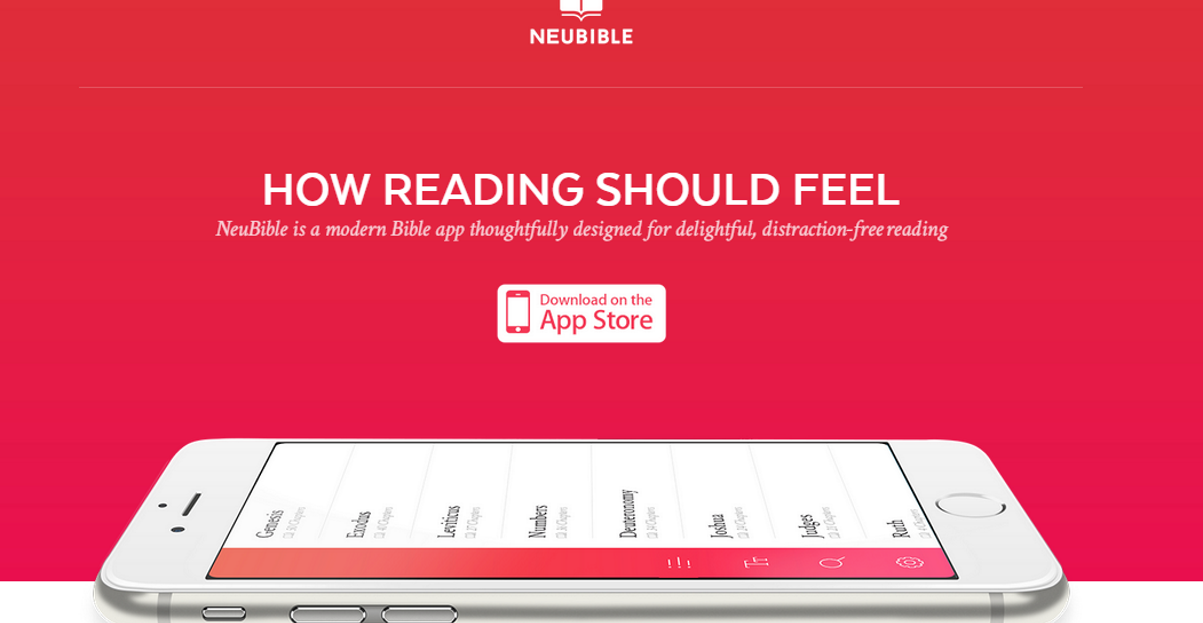 NEUBIBLE
HOW READING SHOULD FEEL
NeuBible is a modern Bible app thoughtfully designed for delightful, distraction-free reading
Download on the
App Store
Genesis
50 Chapters
Exodus
40 Chapters
Leviticus
27 Chapters
Numbers
36 Chapters
Deuteronomy
34 Chapters
Joshua
24 Chapters
Judges
21 Chapters
Ruth
TT